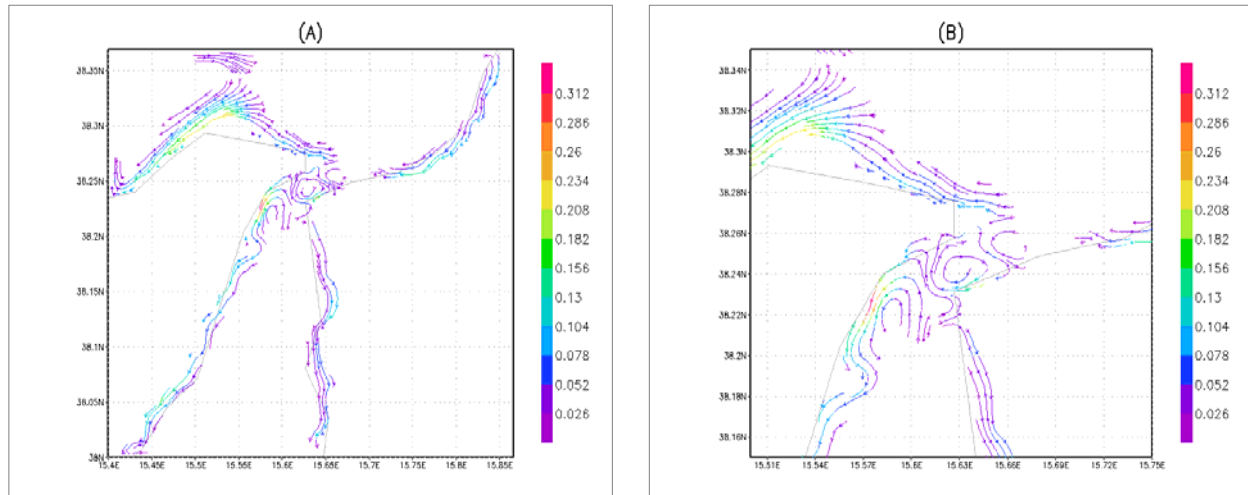 (A)
38.35N
38.3N
38.25N
38.2N
38.15N
38.1N
38.05N
38N
15.4E 15.45E 15.5E 15.55E 15.6E 15.65E 15.7E 15.75E 15.8E 15.85E
0.312
0.286
0.26
0.234
0.208
0.182
0.156
0.13
0.104
0.078
0.052
0.026
(B)
38.34N
38.32N
38.3N
38.28N
38.26N
38.24N
38.22N
38.2N
38.18N
38.16N
15.51E 15.54E 15.57E 15.6E 15.63E 15.66E 15.69E 15.72E 15.75E
0.312
0.286
0.26
0.234
0.208
0.182
0.156
0.13
0.104
0.078
0.052
0.026